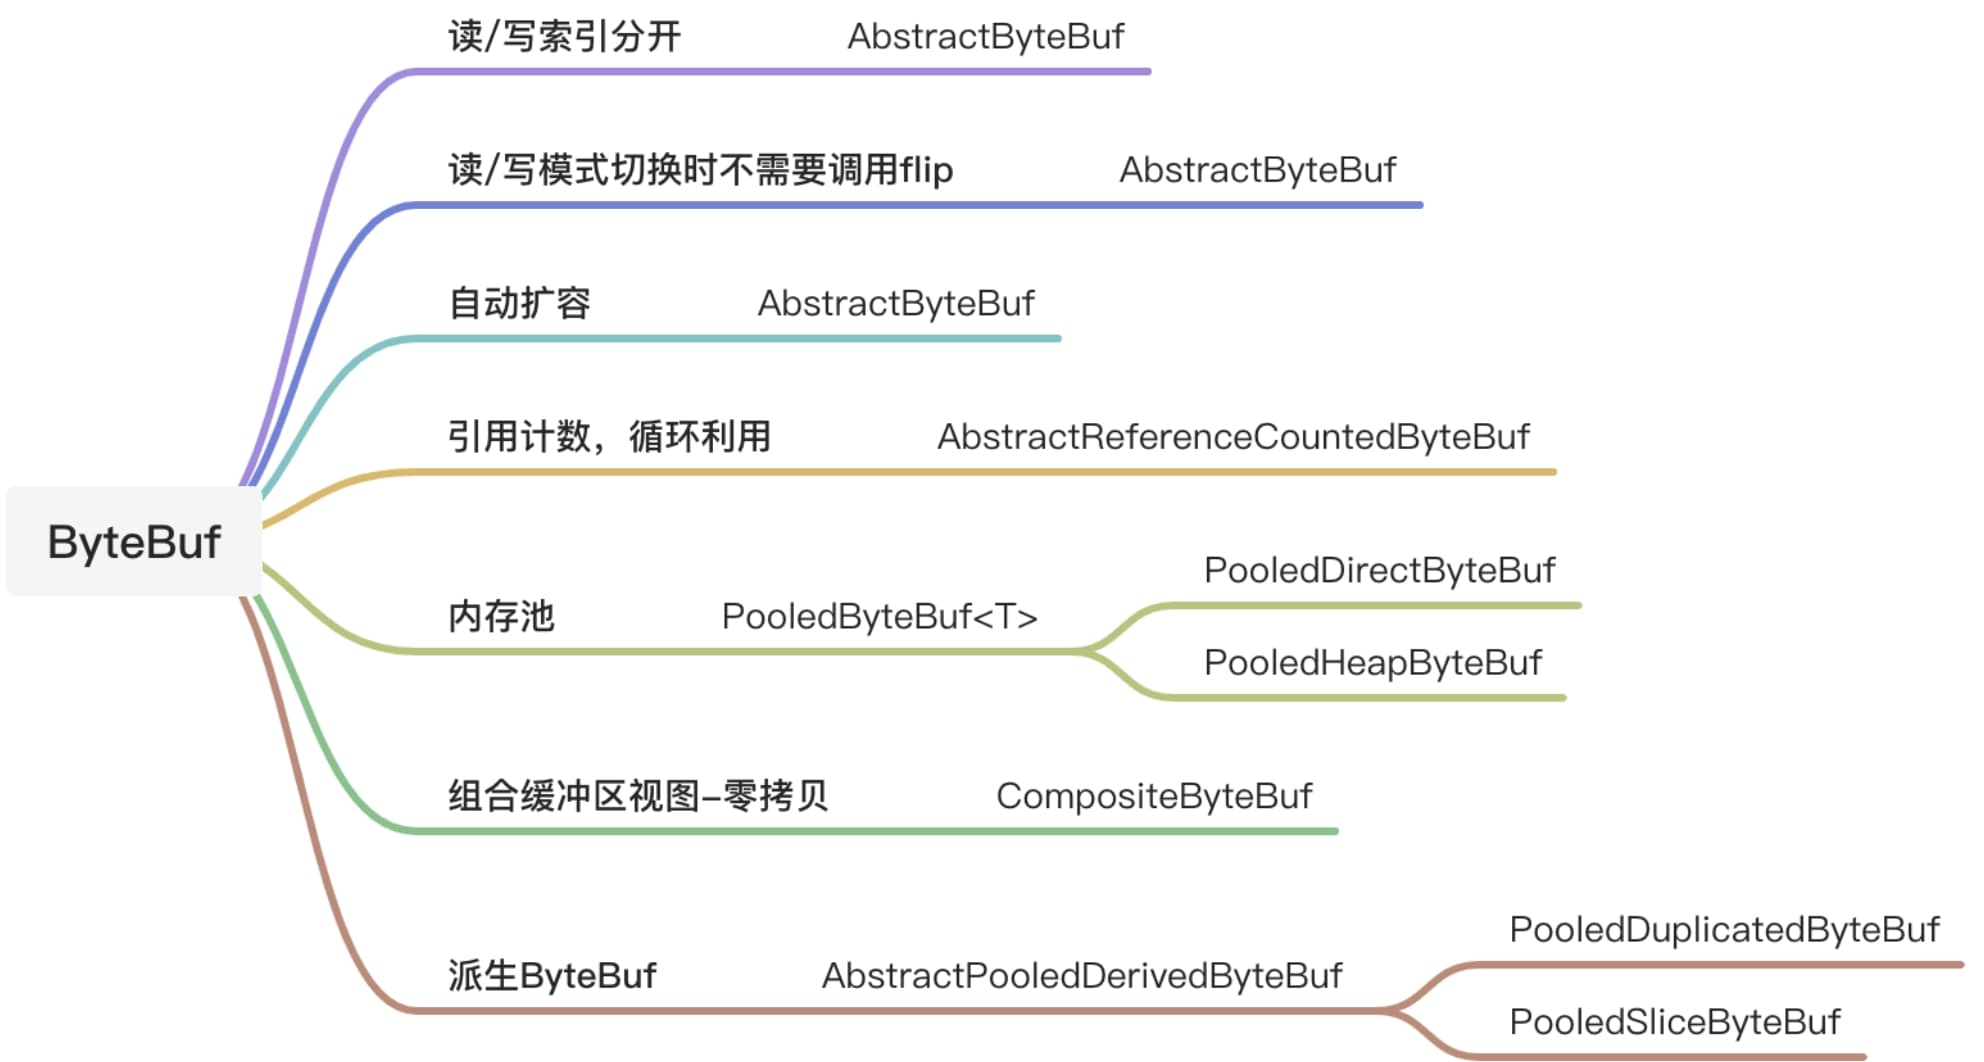 读/写索引分开 AbstractByteBuf
读/写模式切换时不需要调用flip AbstractByteBuf
自动扩容 AbstractByteBuf
引用计数，循环利用 AbstractReferenceCountedByteBuf
ByteBuf
PooledDirectByteBuf
内存池 PooledByteBuf<T>
PooledHeapByteBuf
组合缓冲区视图–零拷贝 CompositeByteBuf
PooledDuplicatedByteBuf
派生ByteBuf AbstractPooledDerivedByteBuf
PooledSliceByteBuf